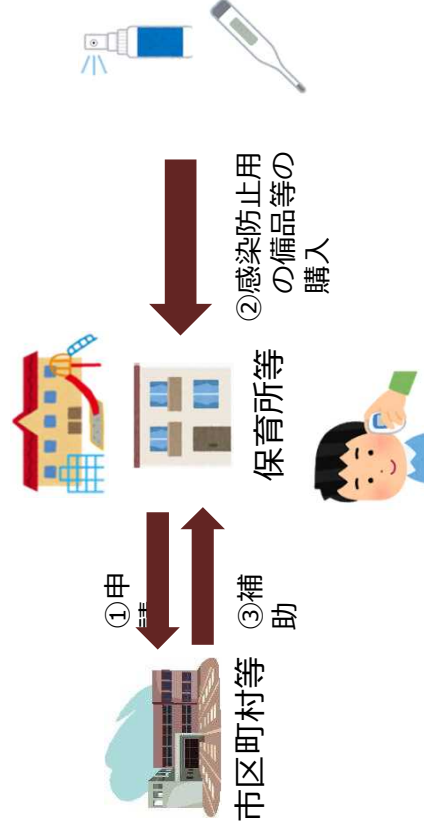 ①申
請
③補
助
市区町村等
保育所等
②感染防止用
の備品等の
購入